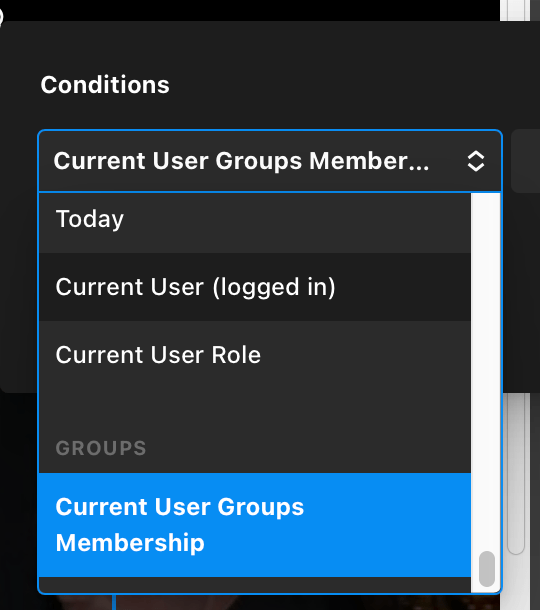 Conditions
Current User Groups Member...
Today
Current User (logged in)
Current User Role
GROUPS
Current User Groups
Membership